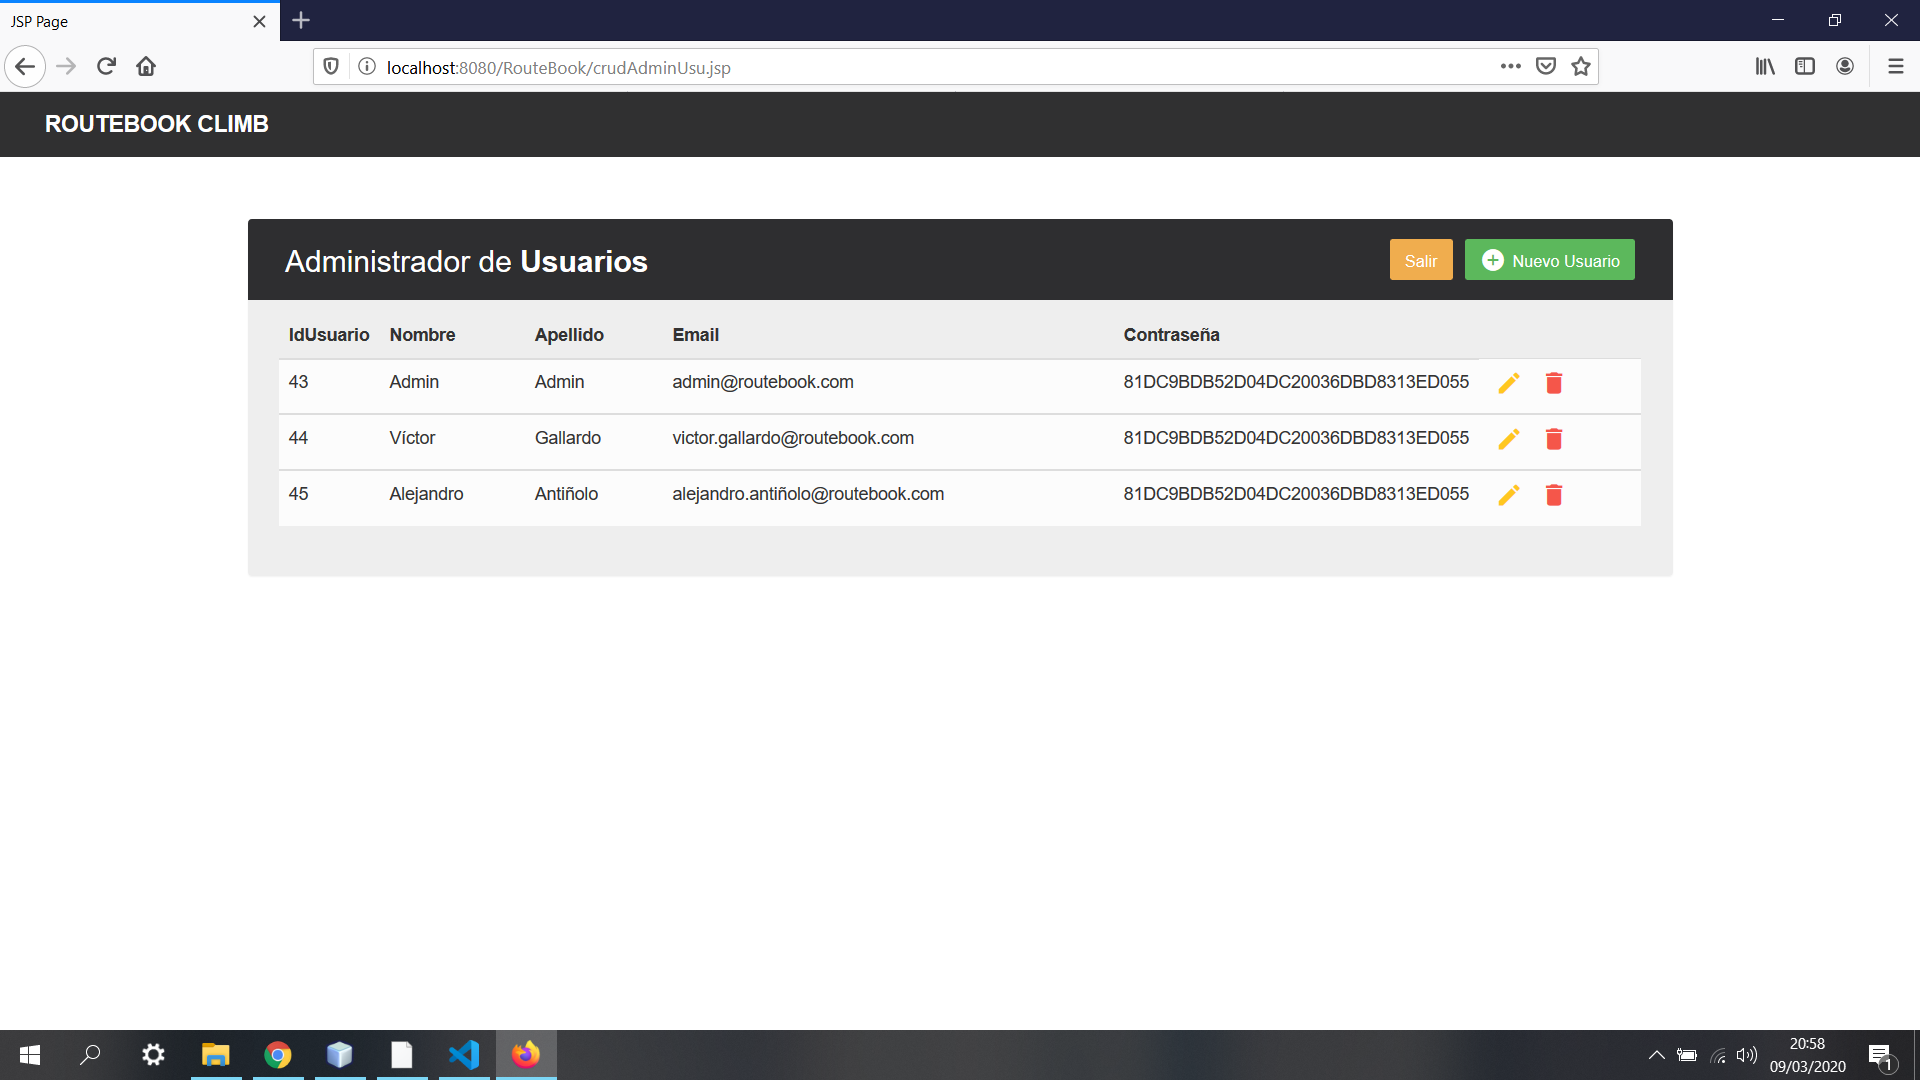 JSP Page
localhost:8080/RouteBook/crudAdminUsu.jsp
ROUTEBOOK CLIMB
Administrador de Usuarios
Salir
Nuevo Usuario
IdUsuario Nombre Apellido Email Contraseña
43 Admin Admin admin@routebook.com 81DC9BDB52D04DC20036DBD8313ED055
44 Víctor Gallardo victor.gallardo@routebook.com 81DC9BDB52D04DC20036DBD8313ED055
45 Alejandro Antiñolo alejandro.antiñolo@routebook.com 81DC9BDB52D04DC20036DBD8313ED055
20:58
09/03/2020
1